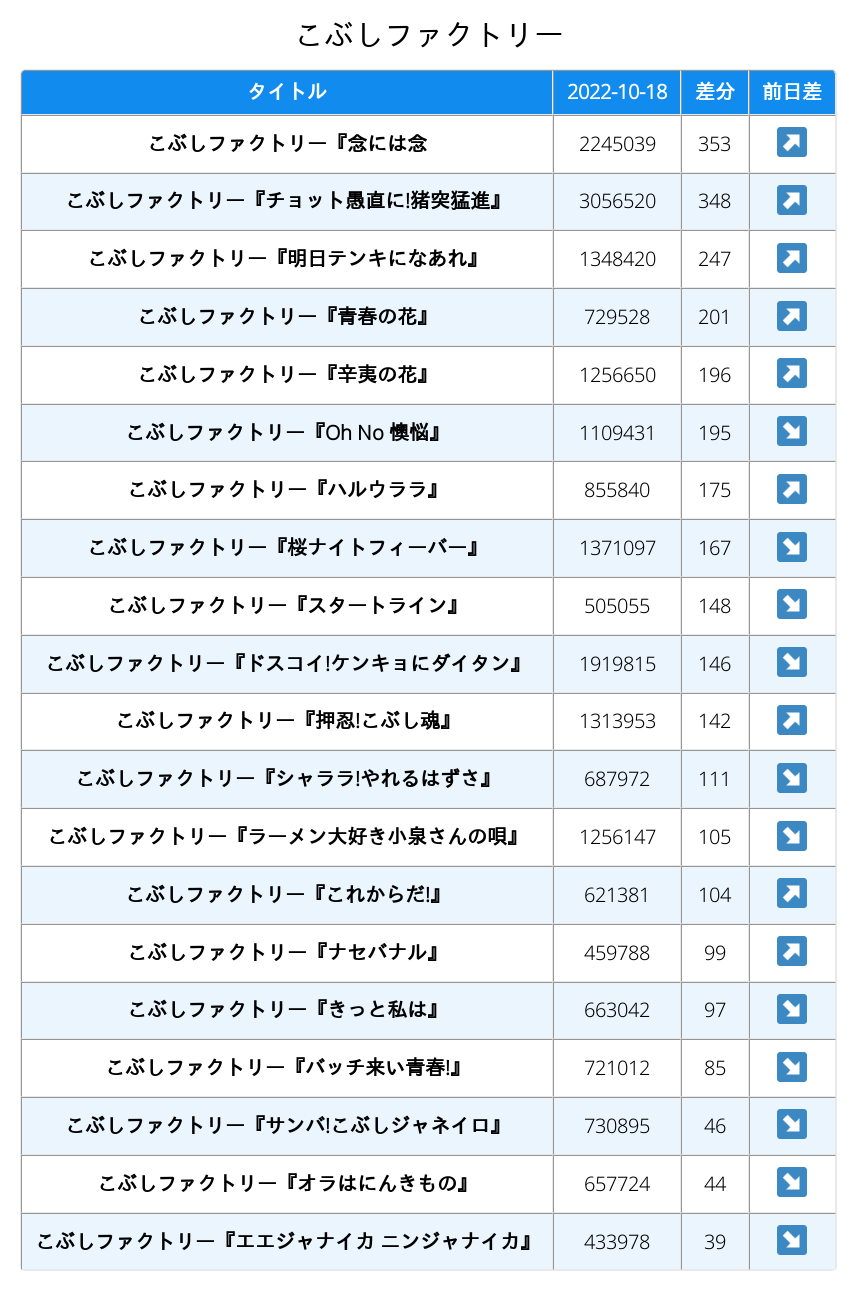 こぶしファクトリー
タイトル 2022-10-18 差分 前日差
こぶしファクトリー『念には念 2245039 353
こぶしファクトリー『チョット愚直に!猪突猛進』 3056520 348
こぶしファクトリー『明日テンキになあれ』 1348420 247
こぶしファクトリー『青春の花』 729528 201
こぶしファクトリー『辛夷の花』 1256650 196
こぶしファクトリー『Oh No 懊悩』 1109431 195
こぶしファクトリー『ハルウララ』 855840 175
こぶしファクトリー『桜ナイトフィーバー』 1371097 167
こぶしファクトリー『スタートライン』 505055 148
こぶしファクトリー『ドスコイ!ケンキョにダイタン』 1919815 146
こぶしファクトリー『押忍!こぶし魂』 1313953 142
こぶしファクトリー『シャララ!やれるはずさ』 687972 111
こぶしファクトリー『ラーメン大好き小泉さんの唄』 1256147 105
こぶしファクトリー『これからだ!』 621381 104
こぶしファクトリー『ナセバナル』 459788 99
こぶしファクトリー『きっと私は』 663042 97
こぶしファクトリー『バッチ来い青春!』 721012 85
こぶしファクトリー『サンバ!こぶしジャネイロ』 730895 46
こぶしファクトリー『オラはにんきもの』 657724 44
こぶしファクトリー『エエジャナイカ ニンジャナイカ』 433978 39